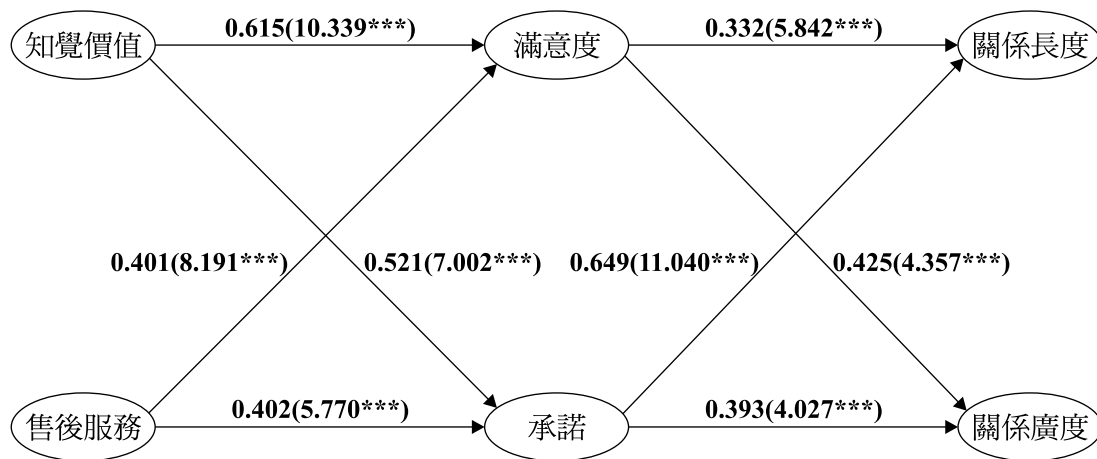 知覺價值
0.615(10.339***)
滿意度
0.332(5.842***)
關係長度
0.401(8.191***)
0.521(7.002***)
0.649(11.040***)
0.425(4.357***)
售後服務
0.402(5.770***)
承諾
0.393(4.027***)
關係廣度